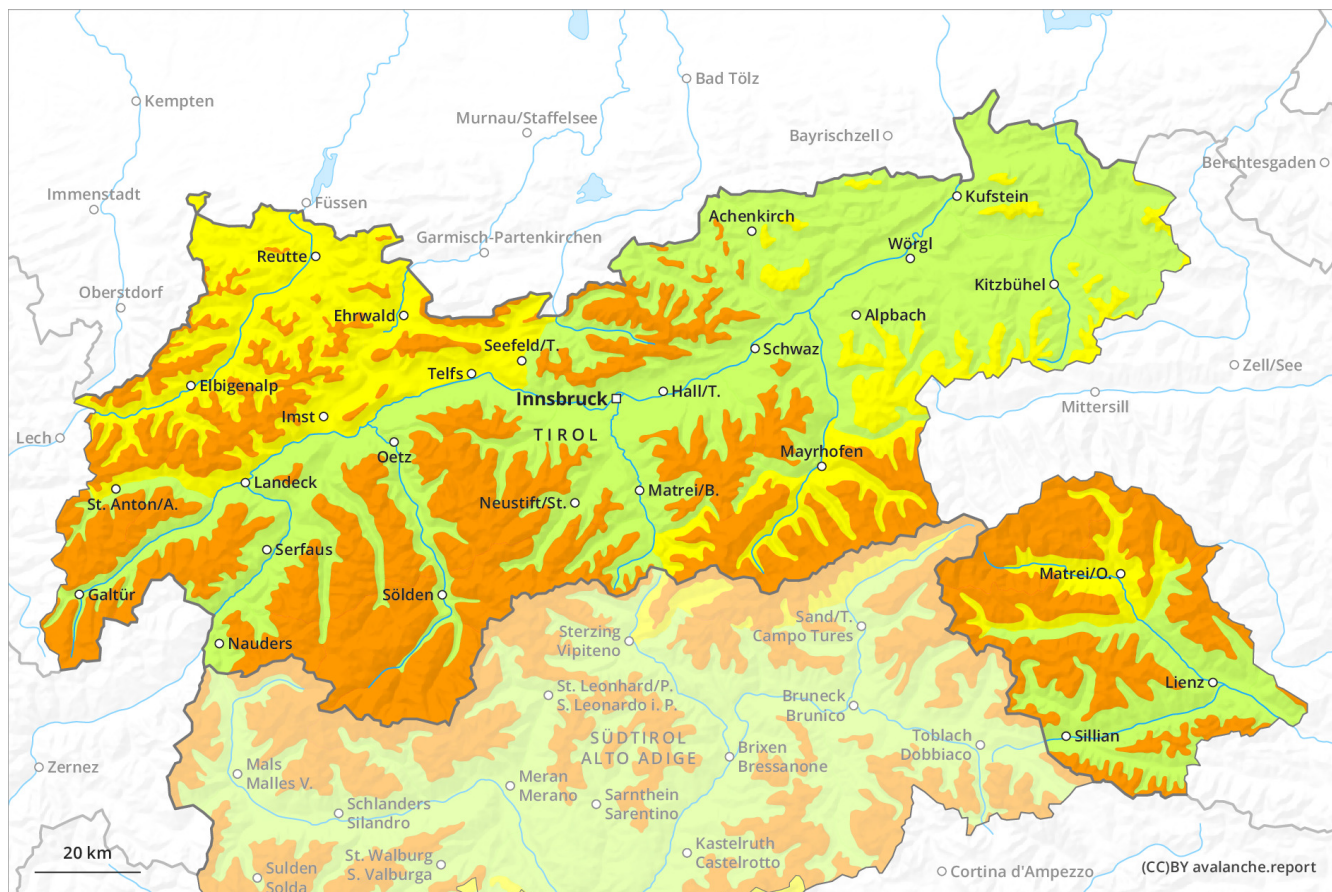 Bad Tölz
Kempten
Murnau/Staffelsee
Bayrischzell
Berchtesgaden
Immenstadt
Füssen
Kufstein
Achenkirch
Garmisch-Partenkirchen
Wörgl
Reutte
Oberstdorf
Kitzbühel
Ehrwald
Alpbach
Seefeld/T.
Schwaz
Zell/See
Telfs
Elbigenalp
Hall/T.
Innsbruck
Mittersill
Imst
Lech
TIROL
Oetz
Mayrhofen
Landeck
Matrei/B.
St. Anton/A.
Neustift/St.
Serfaus
Matrei/O.
Galtür
Sölden
Sand/T.
Campo Tures
Sterzing
Vipiteno
Nauders
Lienz
St. Leonhard/P.
S. Leonardo i. P.
Bruneck
Brunico
SÜDTIROL
ALTO ADIGE
Toblach
Dobbiaco
Sillian
Brixen
Bressanone
Zernez
Mals
Malles V.
Meran
Merano
Sarnthein
Sarentino
Schlanders
Silandro
Kastelruth
Castelrotto
20 km
St. Walburg
S. Valburga
Sulden
Solda
Cortina d'Ampezzo
(CC)BY avalanche.report